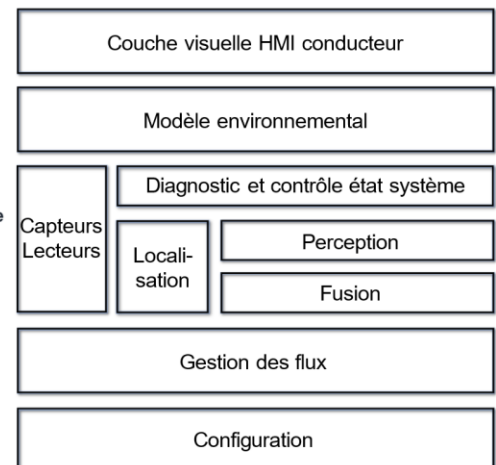 Couche visuelle HMI conducteur
Modèle environnemental
Diagnostic et contrôle état système
e
Capteurs
Lecteurs
Locali-
sation
Perception
Fusion
Gestion des flux
Configuration